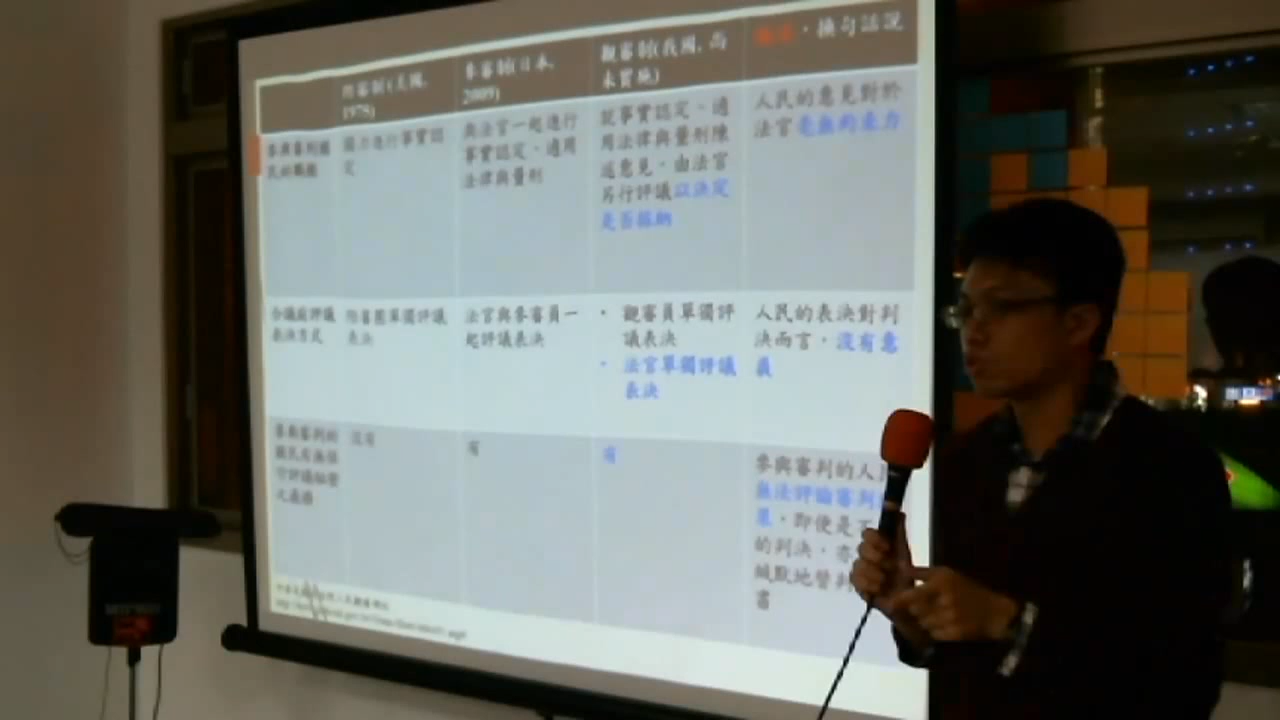 陪審制(美國,
參審制(日本,
2009)
觀審制(我國,尚
未實施)
,換句話說
參與審判國
民的職權
獨力進行事實認
定
與法官一起進行
事實認定、適用
法律與量刑
就事實認定、適
用法律與量刑陳
述意見,由法官
另行評議以決定
是否採納
人民的意見對於
法官毫無約束力
合議庭評議
表決方式
陪審團單獨評議
表決
法官與參審員一
起評議表決
• 觀審員單獨評
議表決
• 法官單獨評議
表決
人民的表決對判
決而言,沒有意
義
參與審判的
國民有無保
守評議秘密
之義務
沒有
有
有
參與審判的人
無法評論審判
果,即使是不
的判決,亦
緘默地替判
書